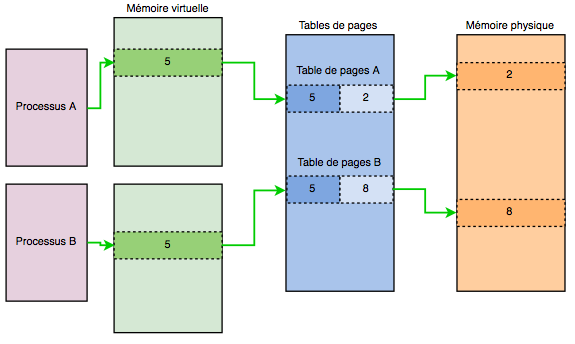 Mémoire virtuelle
Tables de pages
Mémoire physique
5
Table de pages A
2
Processus A
5 2
Table de pages B
5 8
8
Processus B
5